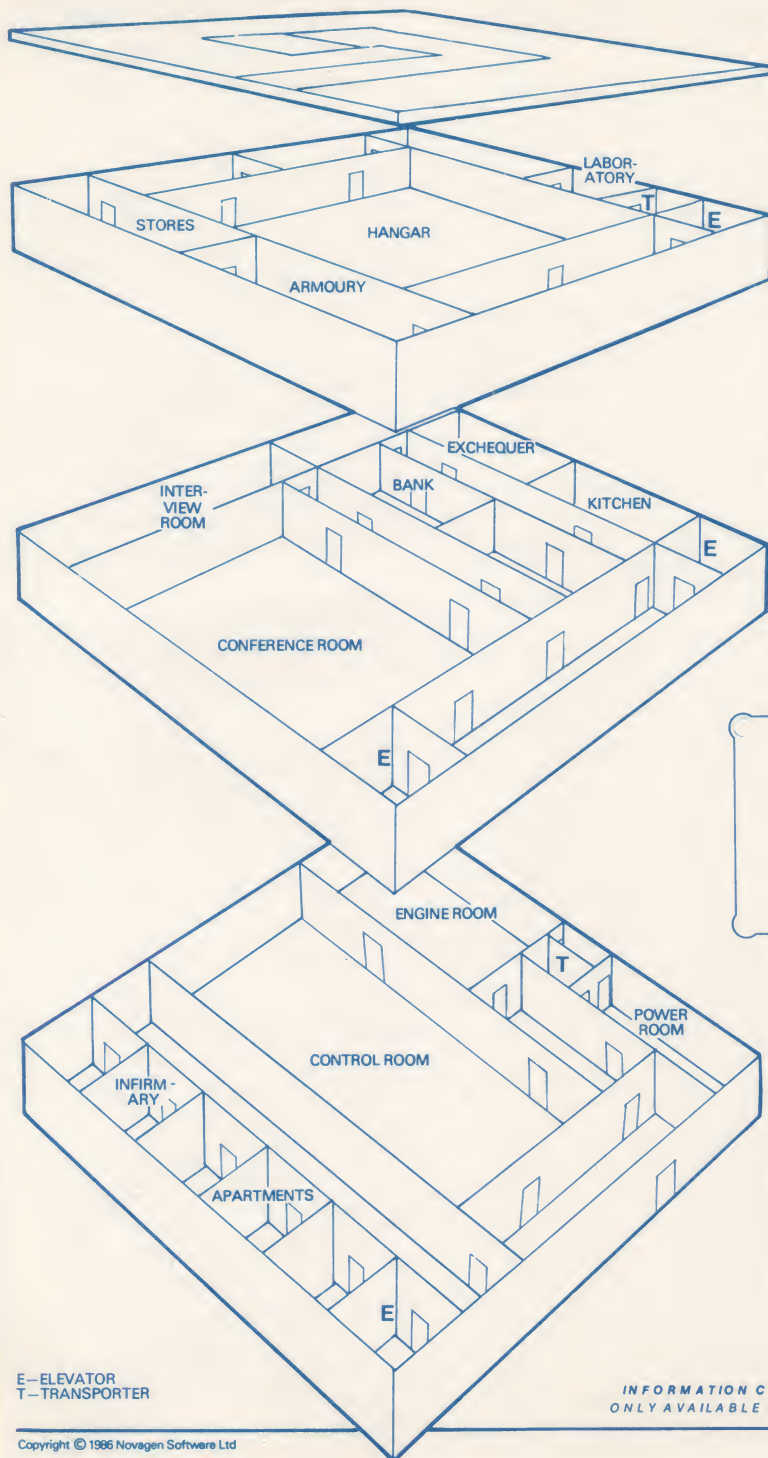 LABOR-
ATORY
T
E
STORES
HANGAR
ARMOURY
EXCHEQUER
INTER-
VIEW
ROOM
BANK
KITCHEN
E
CONFERENCE ROOM
E
ENGINE ROOM
T
POWER
ROOM
CONTROL ROOM
INFIRM-
ARY
APARTMENTS
E
E—ELEVATOR
T—TRANSPORTER
INFORMATION C
ONLY AVAILABLE
Copyright © 1986 Novagen Software Ltd